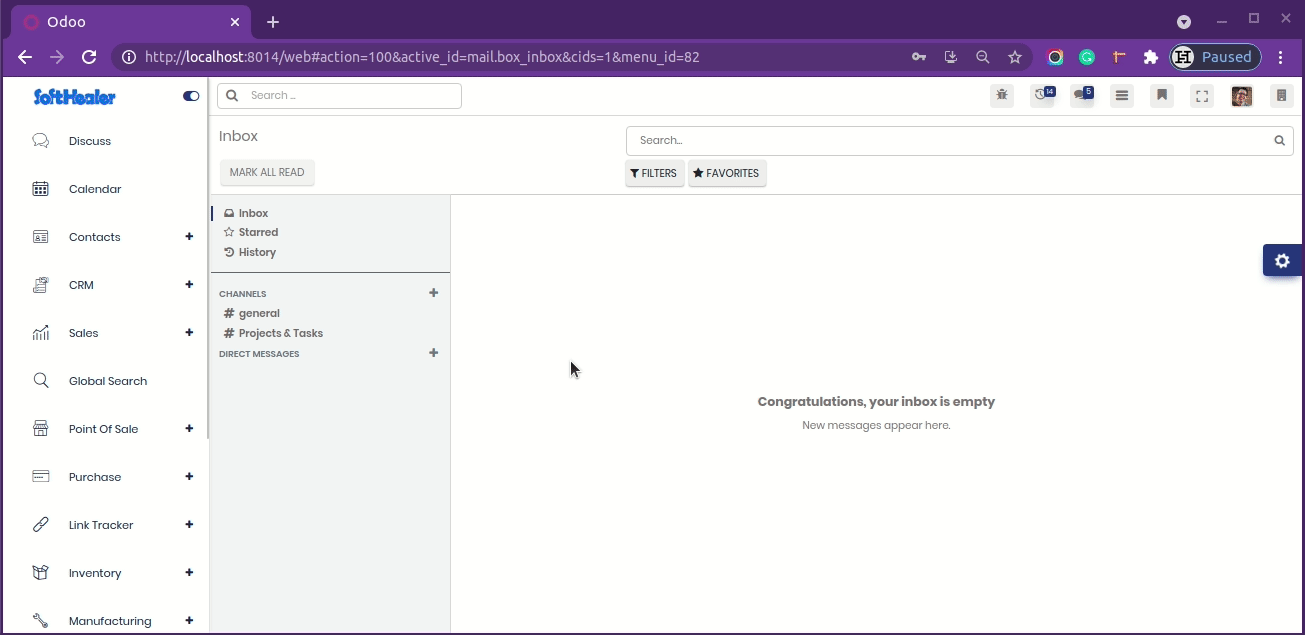 Odoo
http://localhost:8014/web#action=100&active_id=mail.box_inbox&cids=1&menu_id=82
Paused
SoftHealer
Search ...
14
5
Discuss
Calendar
Contacts
CRM
Sales
Global Search
Point Of Sale
Purchase
Link Tracker
Inventory
Manufacturing
Inbox
Search...
MARK ALL READ
FILTERS
FAVORITES
Inbox
Starred
History
CHANNELS
# general
# Projects & Tasks
DIRECT MESSAGES
Congratulations, your inbox is empty
New messages appear here.